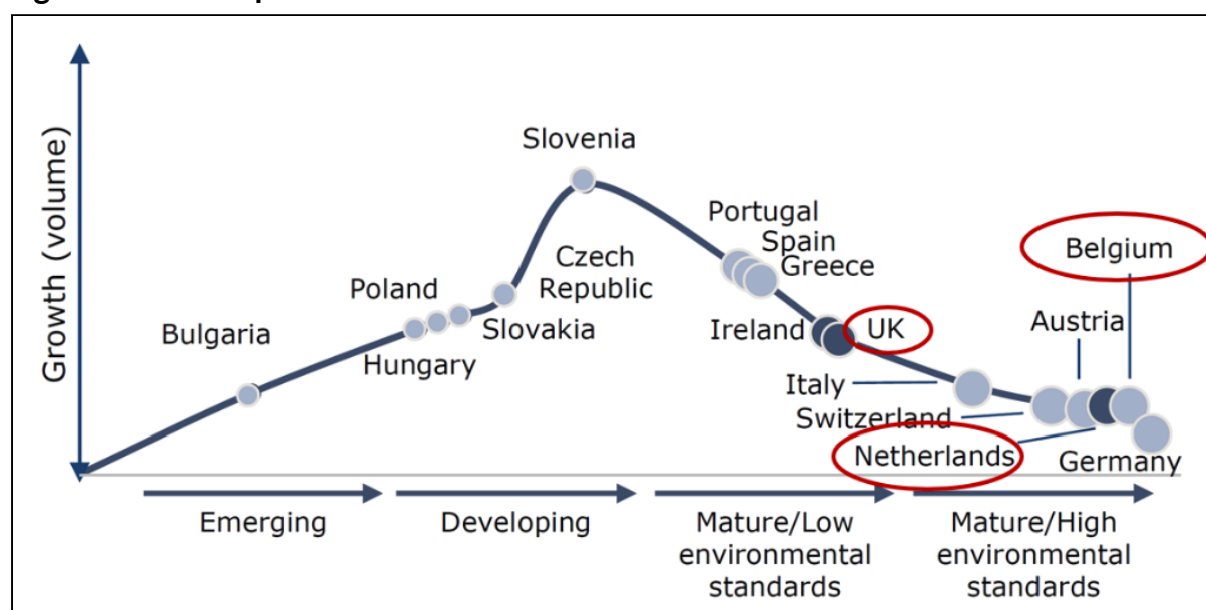 Growth (volume)
Slovenia
Portugal
Spain
Greece
Belgium
Czech
Republic
Poland
Slovakia
Bulgaria
Hungary
Ireland
UK
Austria
Italy
Switzerland
Netherlands
Germany
Emerging
Developing
Mature/Low
environmental
standards
Mature/High
environmental
standards